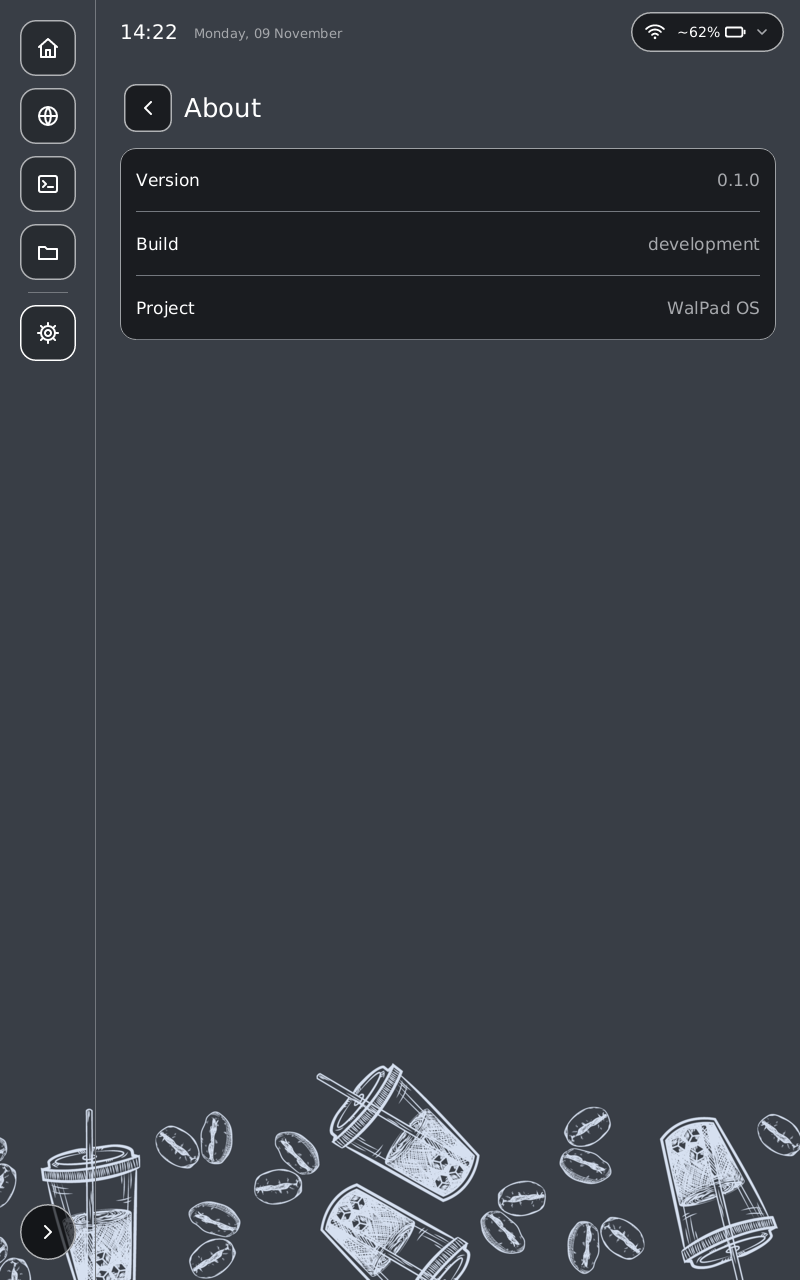 14:22 Monday, 09 November ~62%
About
Version 0.1.0
Build development
Project WalPad OS